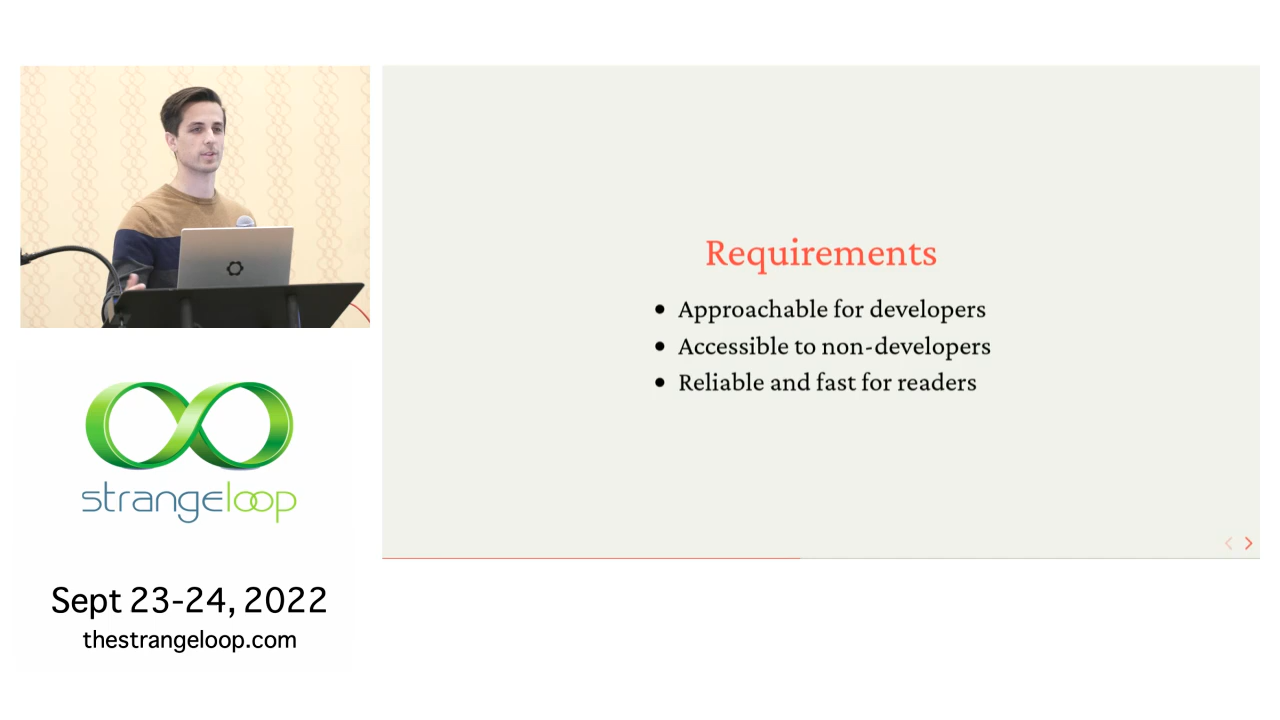 Requirements
• Approachable for developers
• Accessible to non-developers
• Reliable and fast for readers
strangeloop
Sept 23-24, 2022
thestrangeloop.com